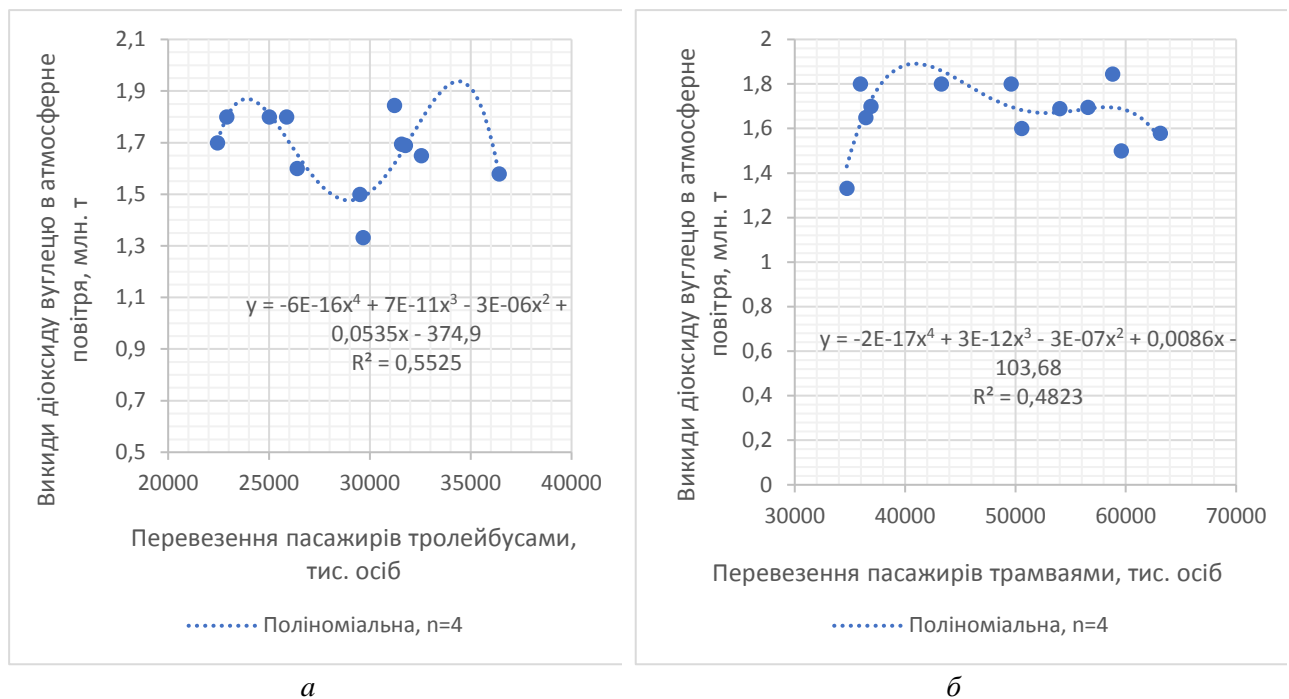 Викиди діоксиду вуглецю в атмосферне
повітря, млн. т
2,1
1,9
1,7
1,5
1,3
1,1
0,9
0,7
0,5
y = -6E-16x⁴ + 7E-11x³ - 3E-06x² +
0,0535x - 374,9
R² = 0,5525
20000 25000 30000 35000 40000
Перевезення пасажирів тролейбусами,
тис. осіб
Поліноміальна, n=4
а
Викиди діоксиду вуглецю в атмосферне
повітря, млн. т
2
1,8
1,6
1,4
1,2
1
0,8
0,6
0,4
0,2
0
y = -2E-17x⁴ + 3E-12x³ - 3E-07x² + 0,0086x -
103,68
R² = 0,4823
30000 40000 50000 60000 70000
Перевезення пасажирів трамваями, тис. осіб
Поліноміальна, n=4
б